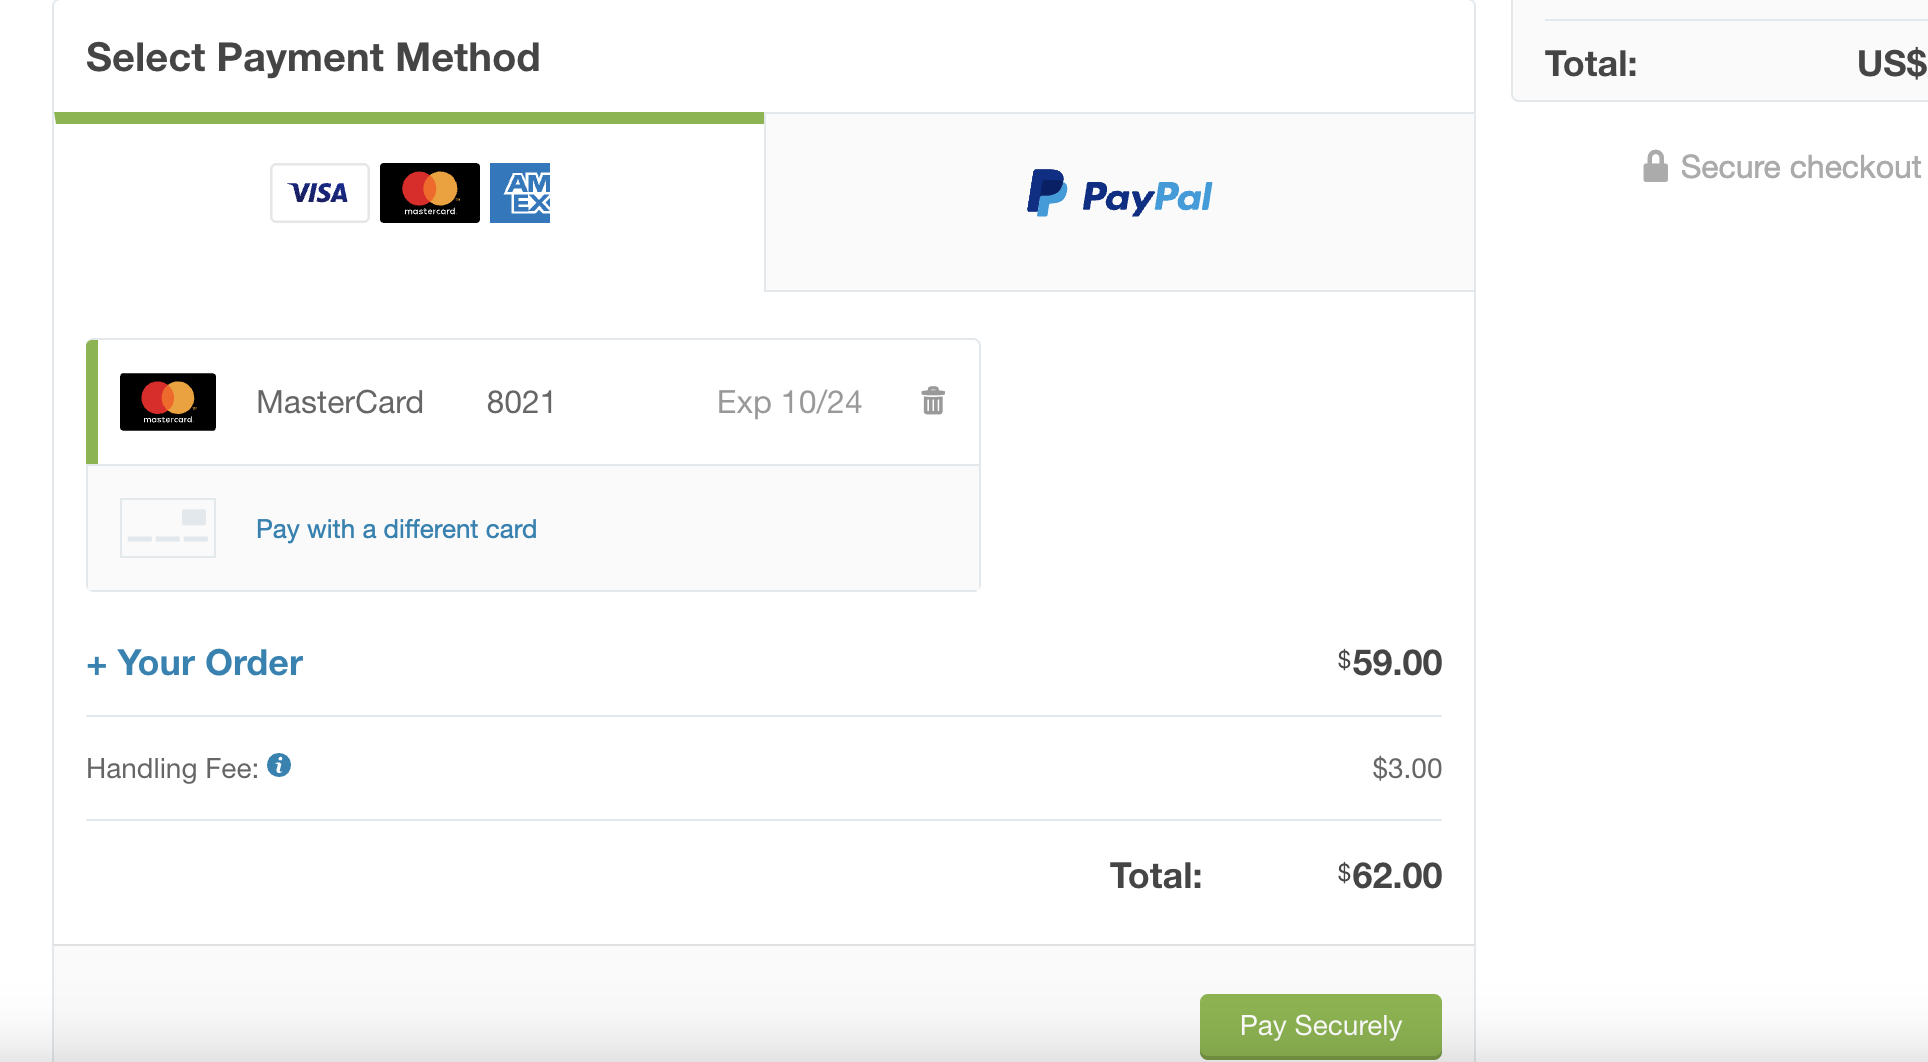 Select Payment Method
Total: US$
VISA mastercard AM EX
PayPal
Secure checkout
mastercard MasterCard 8021 Exp 10/24
Pay with a different card
+ Your Order $59.00
Handling Fee: i $3.00
Total: $62.00
Pay Securely